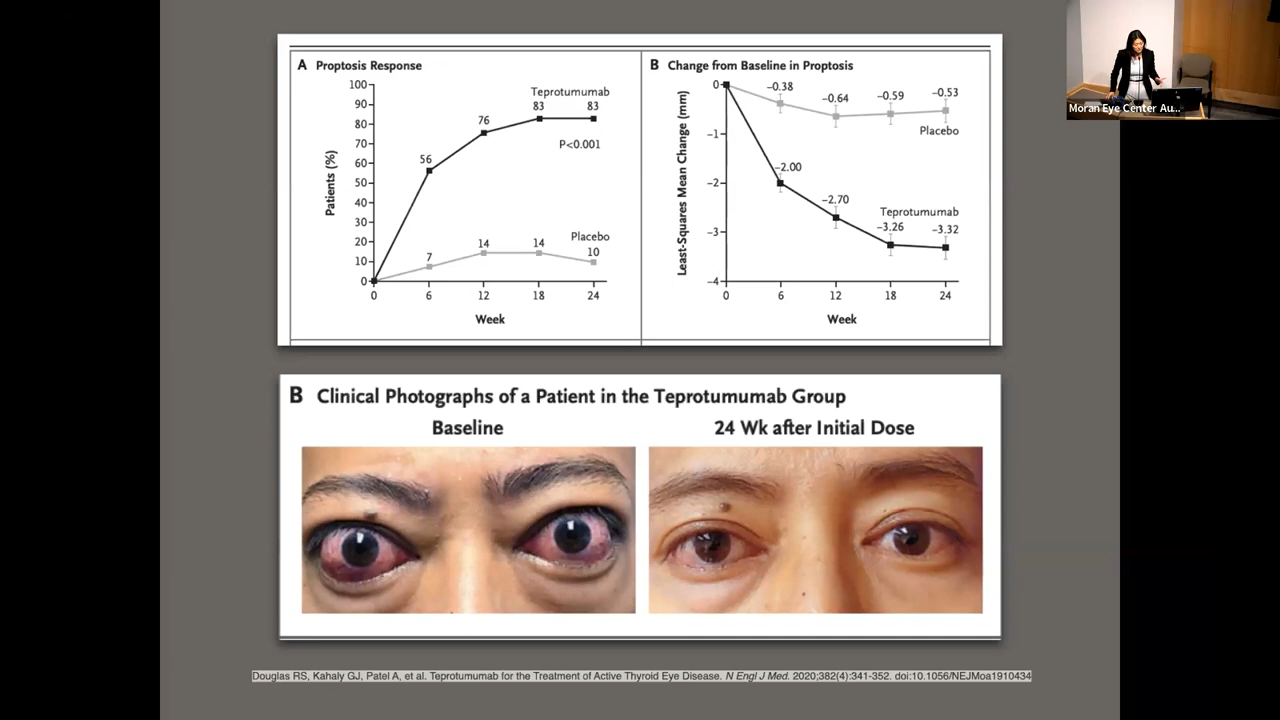 A Proptosis Response
Patients (%)
100
90
80
70
60
50
40
30
20
10
0
Teprotumumab
56
76
83
83
P<0.001
Placebo
7
14
14
10
0
6
12
18
24
Week
B Change from Baseline in Proptosis
Least-Squares Mean Change (mm)
0
−1
−2
−3
−4
−0.38
−0.64
−0.59
−0.53
Placebo
−2.00
−2.70
Teprotumumab
−3.26
−3.32
0
6
12
18
24
Week
Moran Eye Center Au...
B Clinical Photographs of a Patient in the Teprotumumab Group
Baseline
24 Wk after Initial Dose
Douglas RS, Kahaly GJ, Patel A, et al. Teprotumumab for the Treatment of Active Thyroid Eye Disease. N Engl J Med. 2020;382(4):341-352. doi:10.1056/NEJMoa1910434